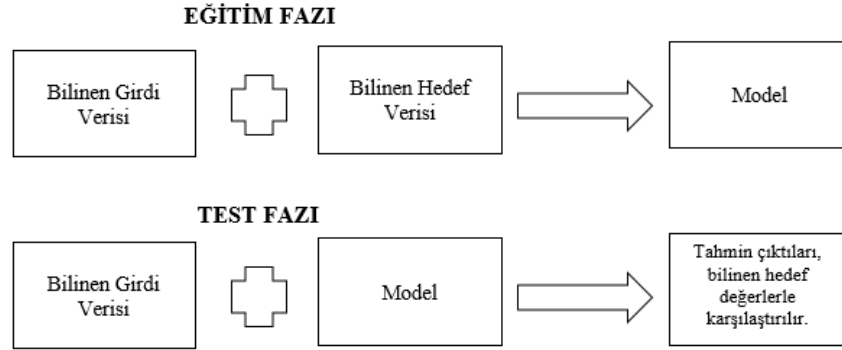 EĞİTİM FAZI
Bilinen Girdi
Verisi
Bilinen Hedef
Verisi
Model
TEST FAZI
Bilinen Girdi
Verisi
Model
Tahmin çıktıları,
bilinen hedef
değerlerle
karşılaştırılır.